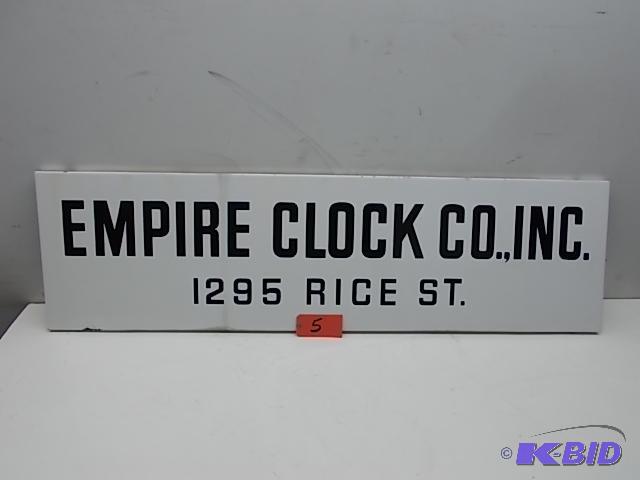 EMPIRE CLOCK CO., INC.
1295 RICE ST.
5
© K-BID